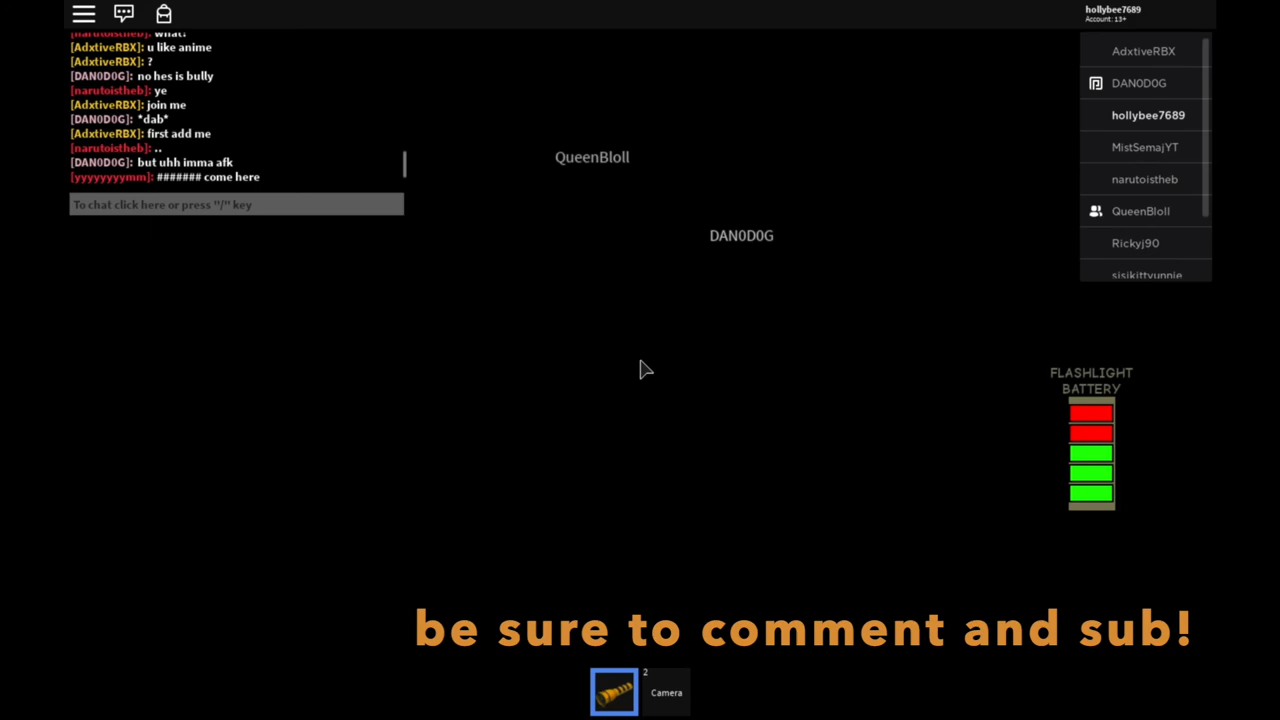 hollybee7689
Account: 13+
[narutoistheb]: what?
[AdxtiveRBX]: u like anime
[AdxtiveRBX]: ?
[DAN0D0G]: no hes is bully
[narutoistheb]: ye
[AdxtiveRBX]: join me
[DAN0D0G]: *dab*
[AdxtiveRBX]: first add me
[narutoistheb]: ..
[DAN0D0G]: but uhh imma afk
[yyyyyyyymm]: ####### come here
To chat click here or press "/" key
QueenBloll
DAN0D0G
AdxtiveRBX
DAN0D0G
hollybee7689
MistSemajYT
narutoistheb
QueenBloll
Rickyj90
sisikittyunnie
FLASHLIGHT
BATTERY
be sure to comment and sub!
2
Camera